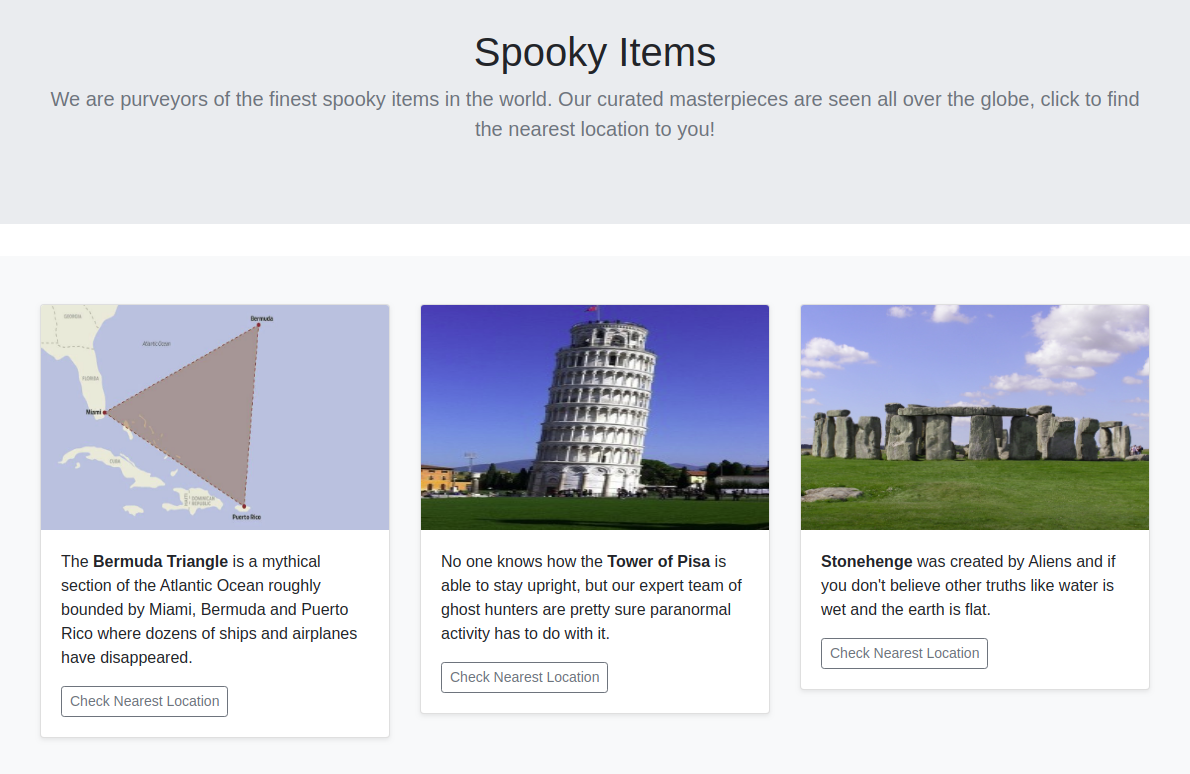 Spooky Items
We are purveyors of the finest spooky items in the world. Our curated masterpieces are seen all over the globe, click to find
the nearest location to you!
GEORGIA
Bermuda
Atlantic Ocean
FLORIDA
Miami
CUBA
HAITI
DOMINICAN
REPUBLIC
Puerto Rico
The Bermuda Triangle is a mythical
section of the Atlantic Ocean roughly
bounded by Miami, Bermuda and Puerto
Rico where dozens of ships and airplanes
have disappeared.
Check Nearest Location
No one knows how the Tower of Pisa is
able to stay upright, but our expert team of
ghost hunters are pretty sure paranormal
activity has to do with it.
Check Nearest Location
Stonehenge was created by Aliens and if
you don't believe other truths like water is
wet and the earth is flat.
Check Nearest Location